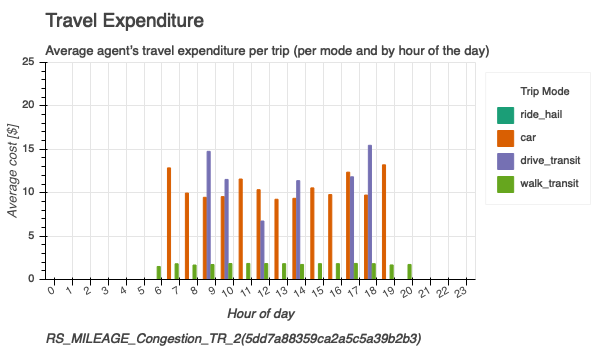 Travel Expenditure
Average agent's travel expenditure per trip (per mode and by hour of the day)
25
20
15
10
5
0
Average cost [$]
0 1 2 3 4 5 6 7 8 9 10 11 12 13 14 15 16 17 18 19 20 21 22 23
Hour of day
Trip Mode
ride_hail
car
drive_transit
walk_transit
RS_MILEAGE_Congestion_TR_2(5dd7a88359ca2a5c5a39b2b3)